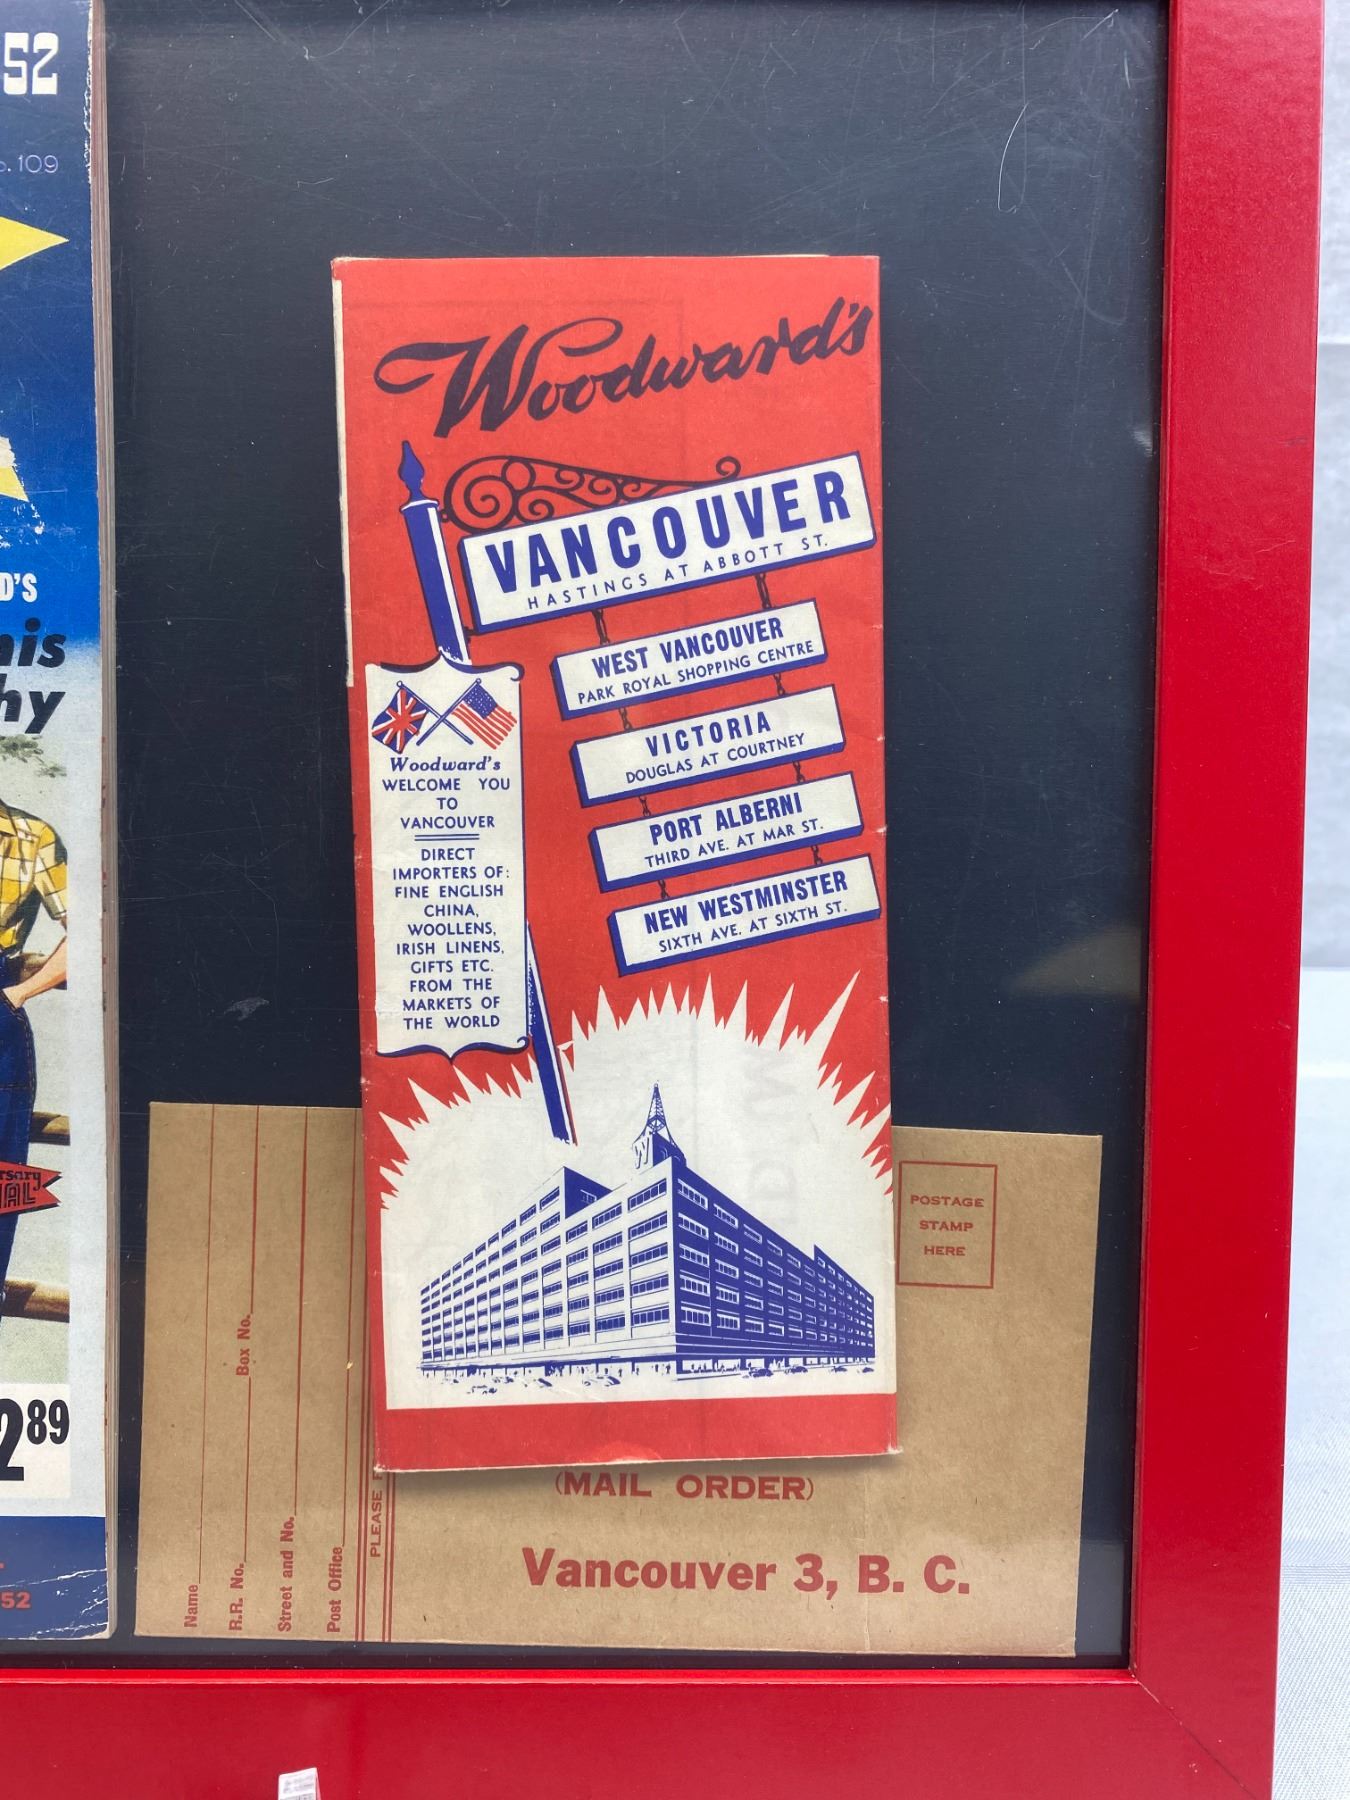 52
109
D'S
his
hy
289
52
Woodward's
VANCOUVER
HASTINGS AT ABBOTT ST.
WEST VANCOUVER
PARK ROYAL SHOPPING CENTRE
VICTORIA
DOUGLAS AT COURTNEY
PORT ALBERNI
THIRD AVE. AT MAR ST.
NEW WESTMINSTER
SIXTH AVE. AT SIXTH ST.
Woodward's
WELCOME YOU
TO
VANCOUVER
DIRECT
IMPORTERS OF:
FINE ENGLISH
CHINA,
WOOLLENS,
IRISH LINENS,
GIFTS ETC.
FROM THE
MARKETS OF
THE WORLD
W
POSTAGE
STAMP
HERE
Name
R.R. No. Box No.
Street and No.
Post Office
PLEASE
(MAIL ORDER)
Vancouver 3, B. C.